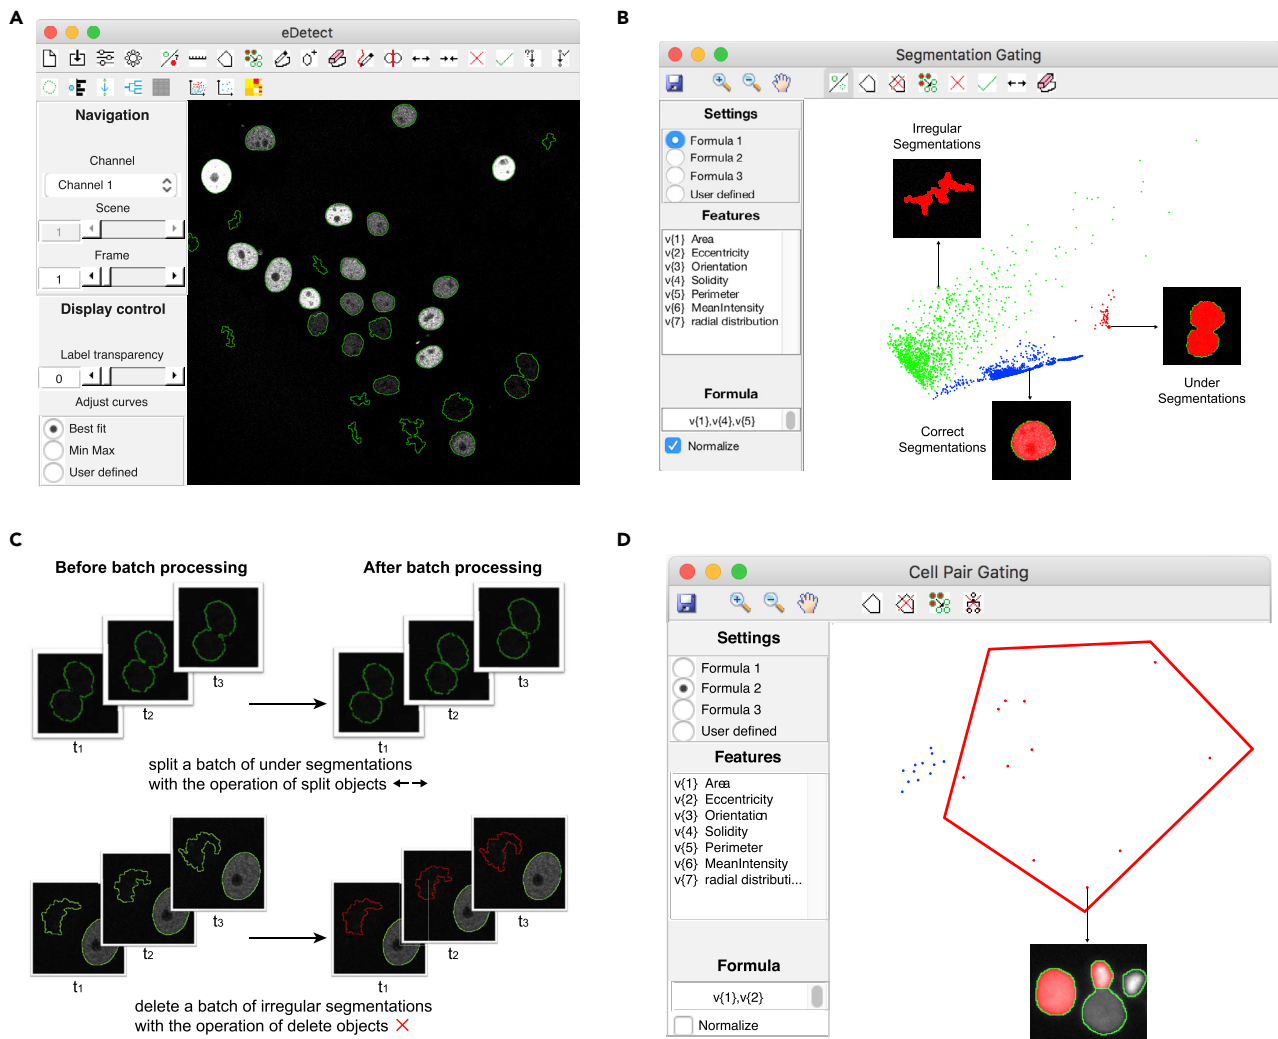 A
eDetect
Navigation
Channel
Channel 1
Scene
1
Frame
1
Display control
Label transparency
0
Adjust curves
Best fit
Min Max
User defined
B
Segmentation Gating
Settings
Formula 1
Formula 2
Formula 3
User defined
Features
v{1} Area
v{2} Eccentricity
v{3} Orientation
v{4} Solidity
v{5} Perimeter
v{6} MeanIntensity
v{7} radial distribution
Formula
v{1},v{4},v{5}
Normalize
Irregular
Segmentations
Under
Segmentations
Correct
Segmentations
C
Before batch processing
After batch processing
t1
t2
t3
t1
t2
t3
split a batch of under segmentations
with the operation of split objects
t1
t2
t3
t1
t2
t3
delete a batch of irregular segmentations
with the operation of delete objects
D
Cell Pair Gating
Settings
Formula 1
Formula 2
Formula 3
User defined
Features
v{1} Area
v{2} Eccentricity
v{3} Orientation
v{4} Solidity
v{5} Perimeter
v{6} MeanIntensity
v{7} radial distributi...
Formula
v{1},v{2}
Normalize